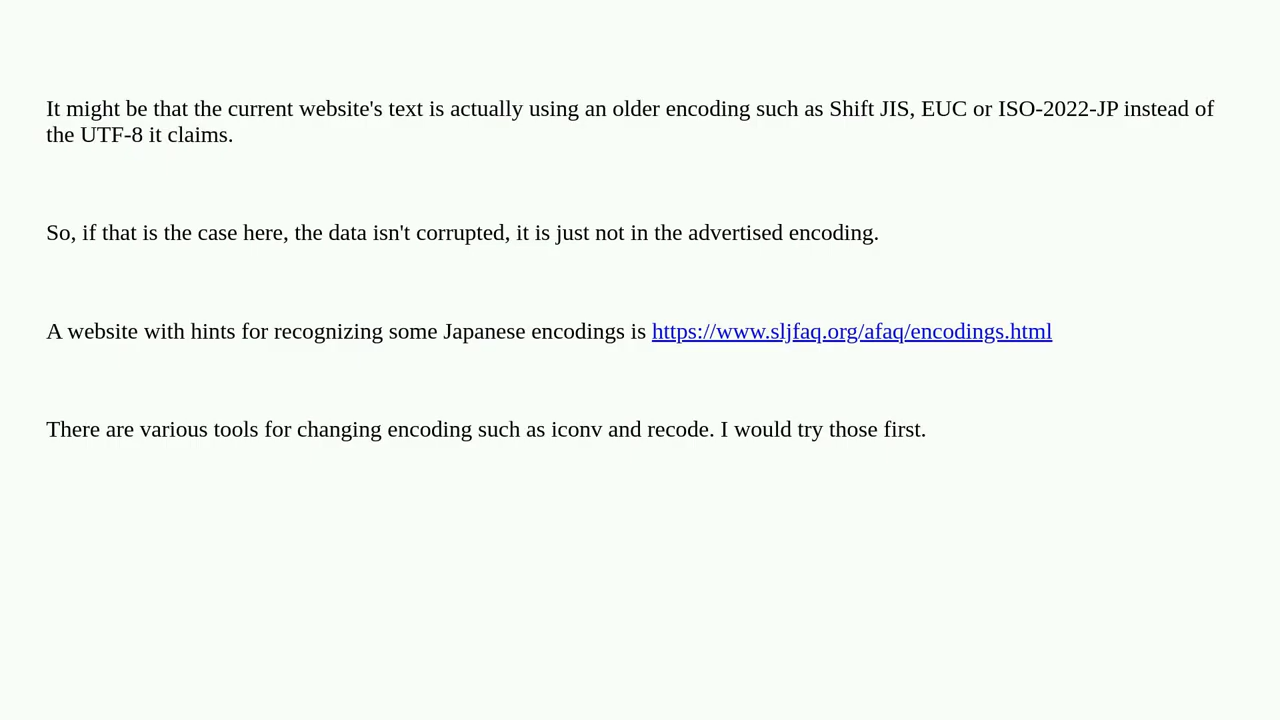 It might be that the current website's text is actually using an older encoding such as Shift JIS, EUC or ISO-2022-JP instead of
the UTF-8 it claims.
So, if that is the case here, the data isn't corrupted, it is just not in the advertised encoding.
A website with hints for recognizing some Japanese encodings is https://www.sljfaq.org/afaq/encodings.html
There are various tools for changing encoding such as iconv and recode. I would try those first.